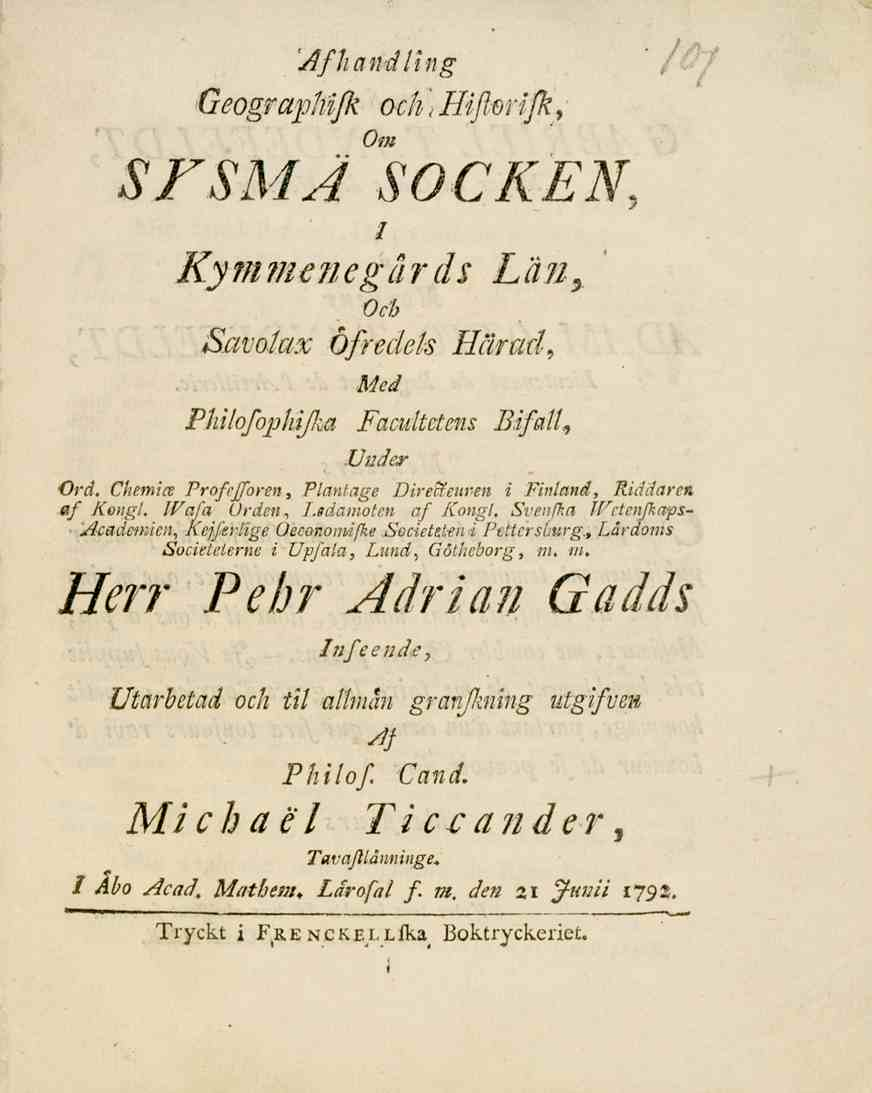 107
Afhandling
Geographiſk och Hiſtoriſk,
Om
SYSMÄ SOCKEN,
I
Kymmenegårds Län,
Och
Savolax Öfredels Härad,
Med
Philoſophiſka Facultetens Bifall,
Under
Ord. Chemiæ Profeſſoren, Plantage Directeuren i Finland, Riddaren
af Kongl. Waſa Orden, Ledamoten af Kongl. Svenſka Wetenſkaps-
Academien, Kejſerlige Oeconomiſke Societeten i Pettersburg, Lärdoms
Societeterne i Upſala, Lund, Götheborg, m. m.
Herr Pehr Adrian Gadds
Inſeende,
Utarbetad och til allmän granſkning utgifven
Af
Philoſ. Cand.
Michaël Ticcander,
Tavaſtlänninge.
I Åbo Acad. Mathem. Läroſal f. m. den 21 Junii 1792.
Tryckt i FRENCKELLſka Boktryckeriet.